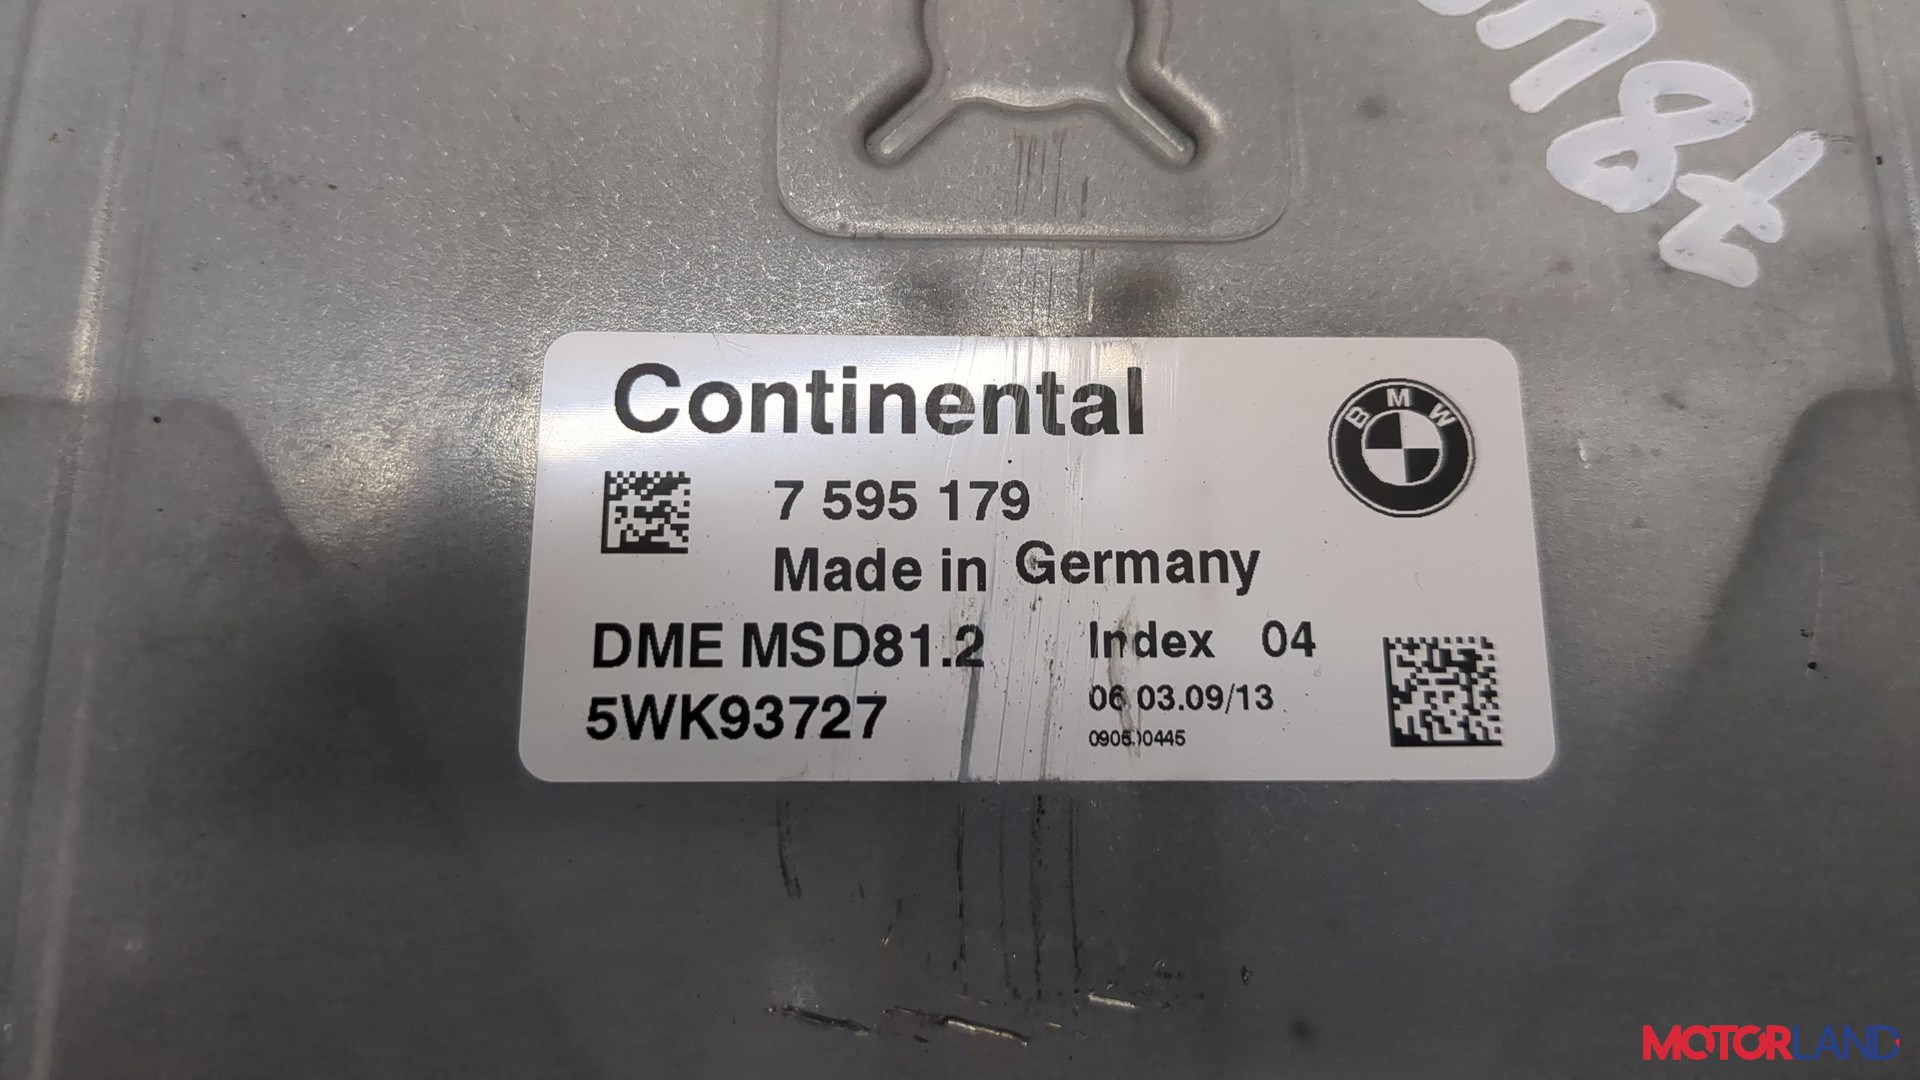 Continental
BMW
7 595 179
Made in Germany
DME MSD81.2
Index 04
5WK93727
06.03.09/13
MOTORLAND